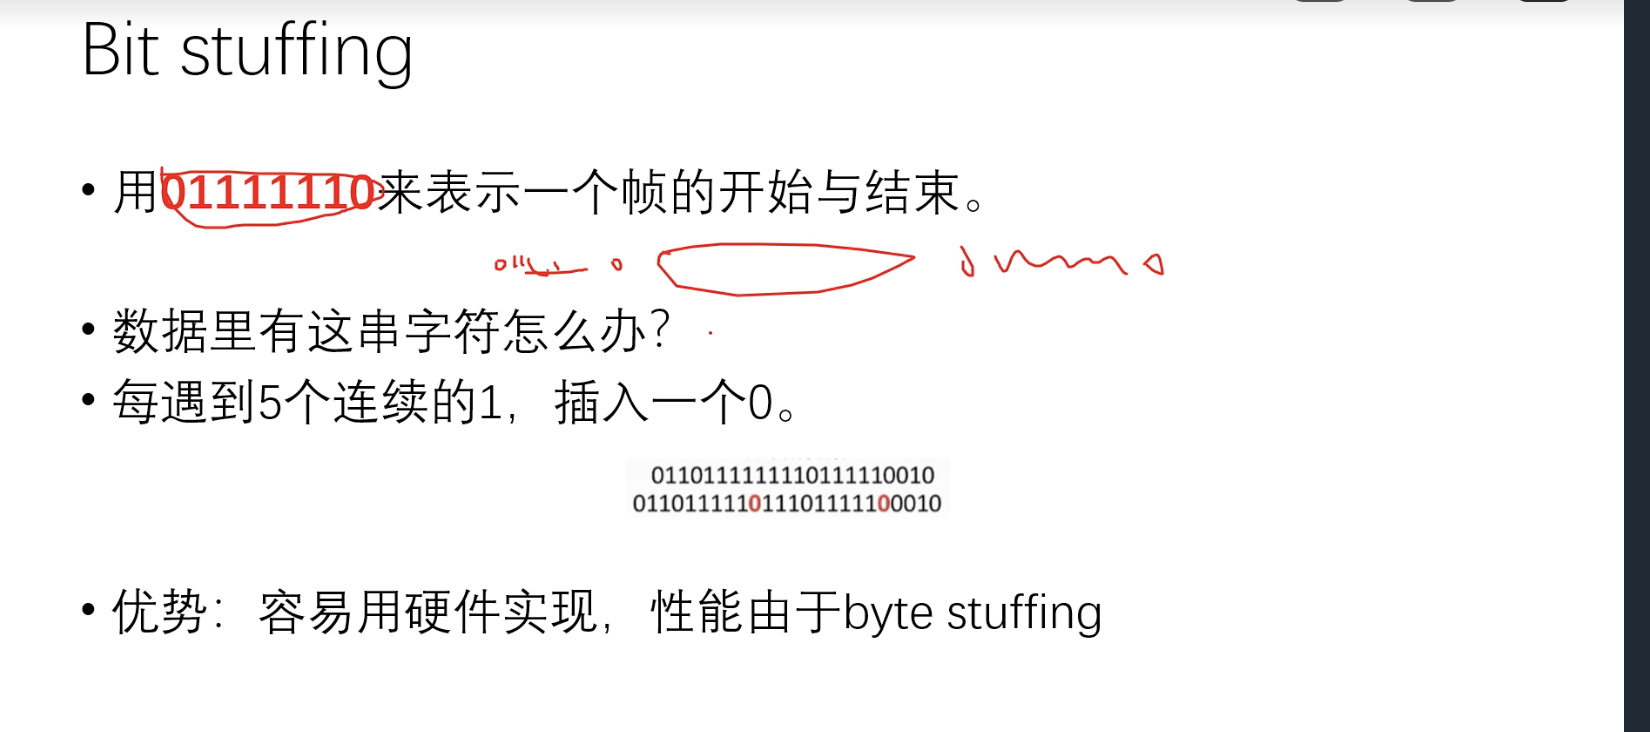 Bit stuffing
• 用01111110来表示一个帧的开始与结束。
• 数据里有这串字符怎么办？
• 每遇到5个连续的1，插入一个0。
0110111111110111110010
011011111011101111100010
• 优势：容易用硬件实现，性能由于byte stuffing